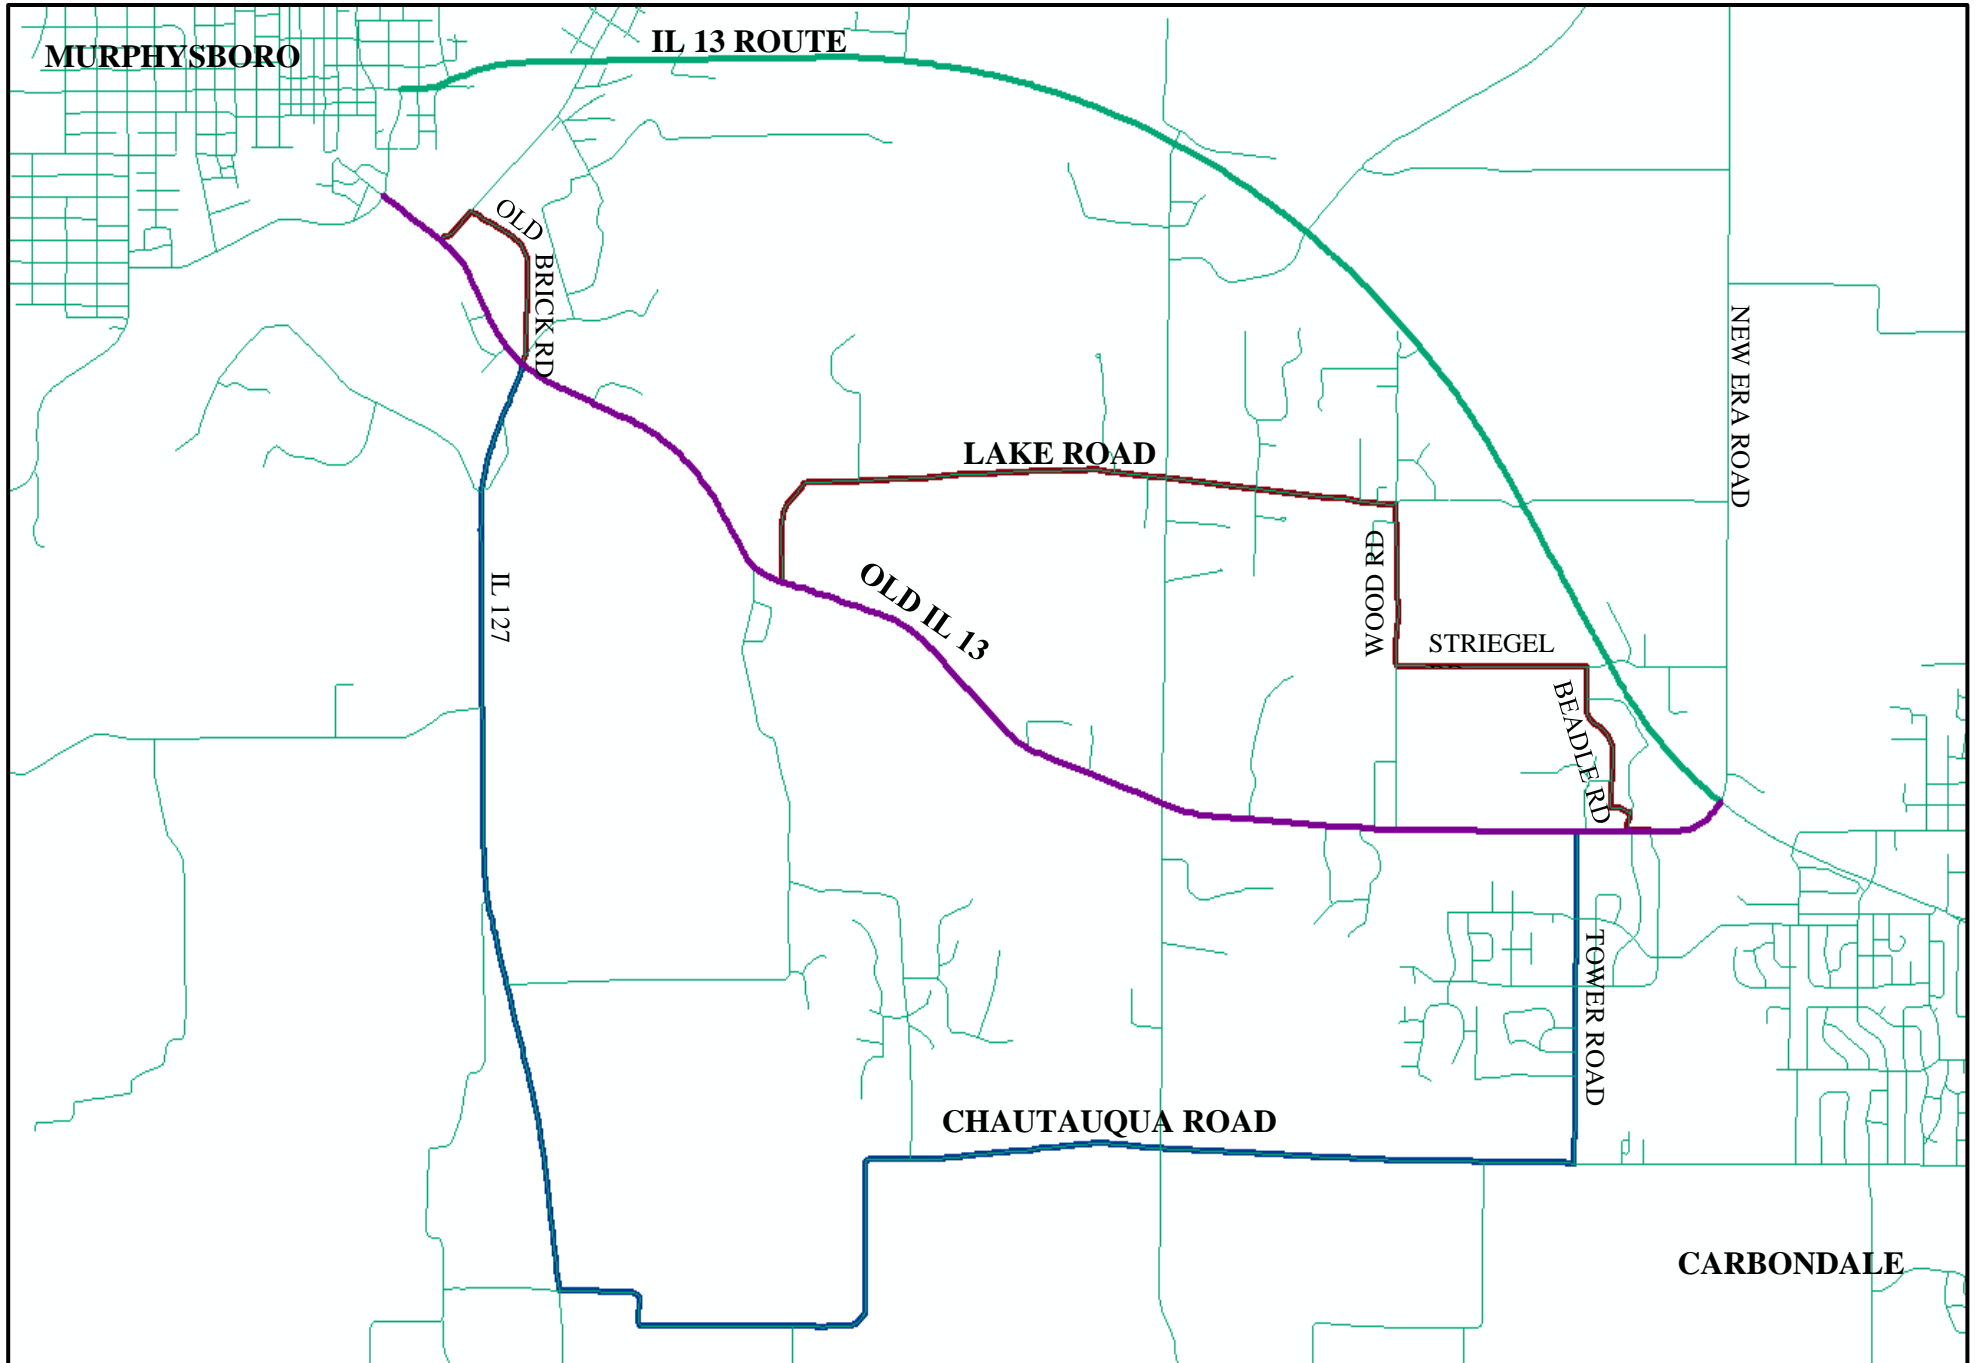 MURPHYSBORO
IL 13 ROUTE
OLD
BRICK RD
NEW ERA ROAD
LAKE ROAD
WOOD RD
OLD IL 13
IL 127
STRIEGEL
BEADLE RD
TOWER ROAD
CHAUTAUQUA ROAD
CARBONDALE